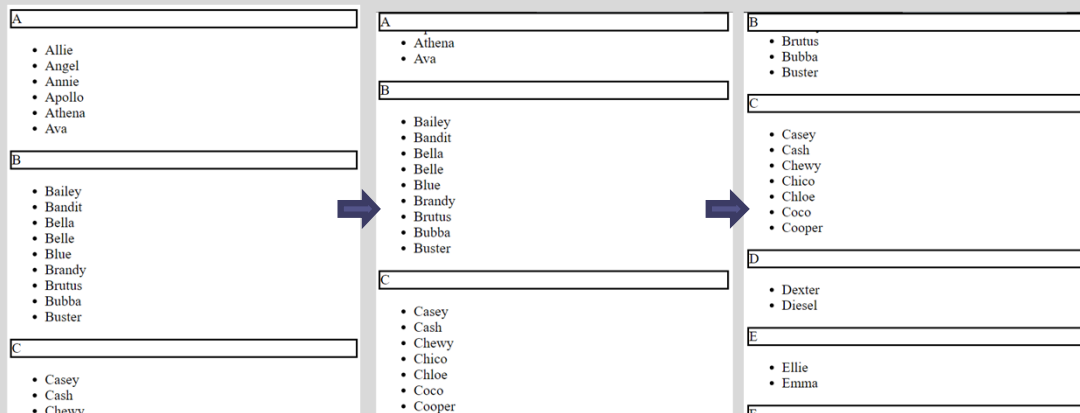 A
Allie
Angel
Annie
Apollo
Athena
Ava
B
Bailey
Bandit
Bella
Belle
Blue
Brandy
Brutus
Bubba
Buster
C
Casey
Cash
Chewy
A
Athena
Ava
B
Bailey
Bandit
Bella
Belle
Blue
Brandy
Brutus
Bubba
Buster
C
Casey
Cash
Chewy
Chico
Chloe
Coco
Cooper
B
Brutus
Bubba
Buster
C
Casey
Cash
Chewy
Chico
Chloe
Coco
Cooper
D
Dexter
Diesel
E
Ellie
Emma